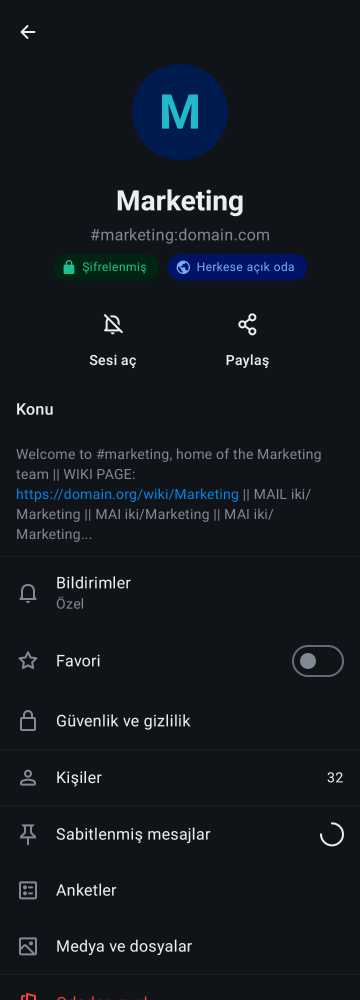 M
Marketing
#marketing:domain.com
Şifrelenmiş
Herkese açık oda
Sesi aç
Paylaş
Konu
Welcome to #marketing, home of the Marketing
team || WIKI PAGE:
https://domain.org/wiki/Marketing || MAIL iki/
Marketing || MAI iki/Marketing || MAI iki/
Marketing...
Bildirimler
Özel
Favori
Güvenlik ve gizlilik
Kişiler
32
Sabitlenmiş mesajlar
Anketler
Medya ve dosyalar